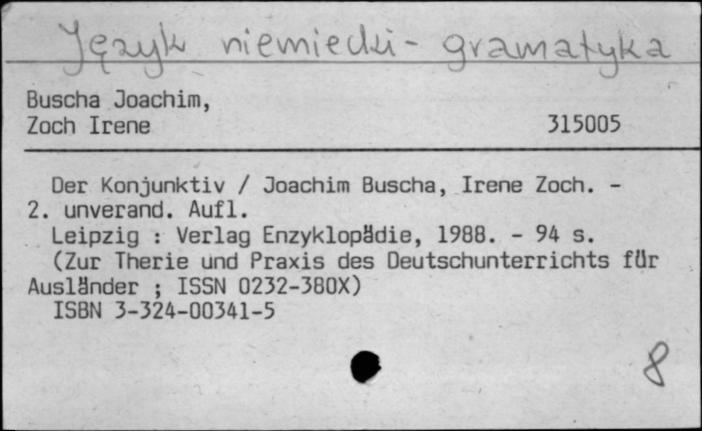 Język niemiecki - gramatyka
Buscha Joachim,
Zoch Irene 315005
Der Konjunktiv / Joachim Buscha, Irene Zoch. -
2. unverand. Aufl.
Leipzig : Verlag Enzyklopädie, 1988. - 94 s.
(Zur Therie und Praxis des Deutschunterrichts für
Ausländer ; ISSN 0232-380X)
ISBN 3-324-00341-5
8